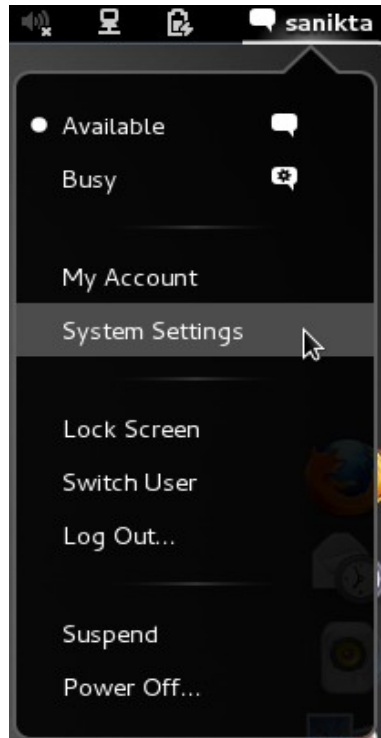 sanikta
Available
Busy
My Account
System Settings
Lock Screen
Switch User
Log Out...
Suspend
Power Off...